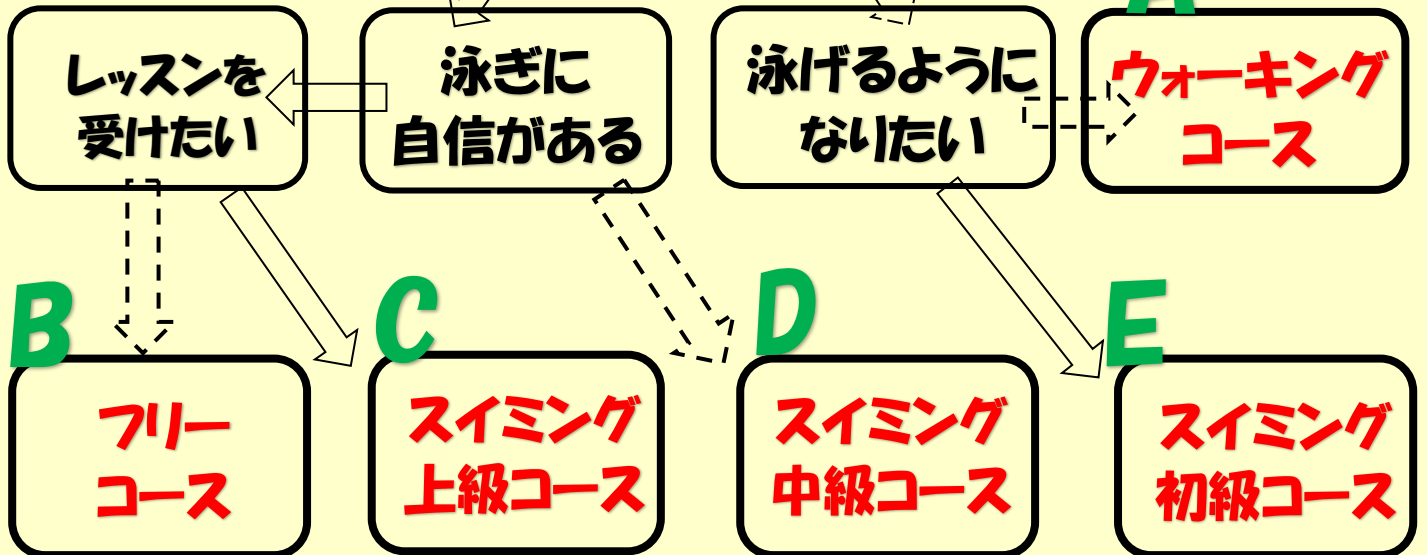 レッスンを
受けたい
泳ぎに
自信がある
泳げるように
なりたい
A
ウォーキング
コース
B
フリー
コース
C
スイミング
上級コース
D
スイミング
中級コース
E
スイミング
初級コース